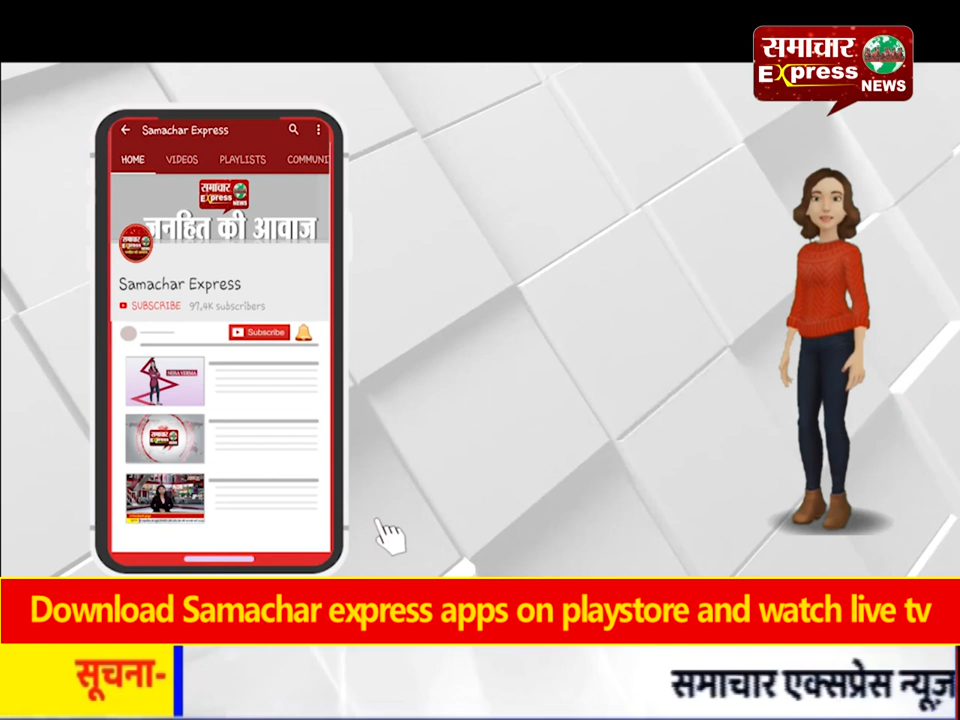 समाचार
Express
NEWS
Samachar Express
HOME VIDEOS PLAYLISTS COMMUNI
समाचार
Express
NEWS
जनहित की आवाज
Samachar Express
SUBSCRIBE 97.4K subscribers
Subscribe
Download Samachar express apps on playstore and watch live tv
सूचना-
समाचार एक्सप्रेस न्यूज़